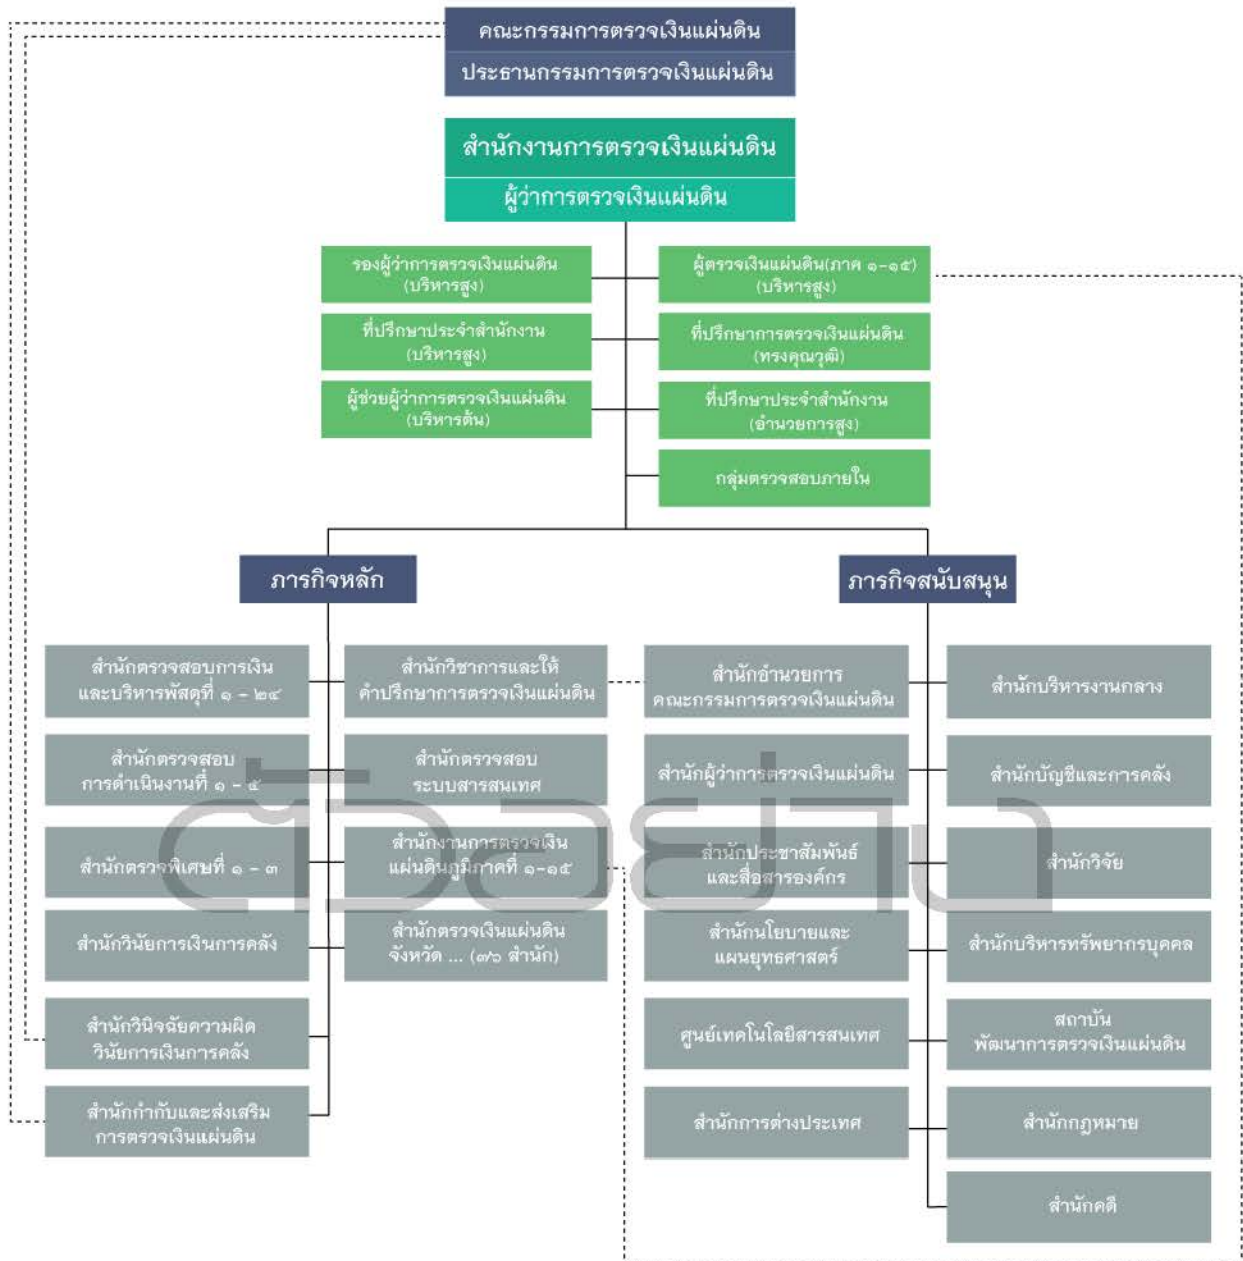 คณะกรรมการตรวจเงินแผ่นดิน
ประธานกรรมการตรวจเงินแผ่นดิน
สำนักงานการตรวจเงินแผ่นดิน
ผู้ว่าการตรวจเงินแผ่นดิน
รองผู้ว่าการตรวจเงินแผ่นดิน
(บริหารสูง)
ผู้ตรวจเงินแผ่นดิน(ภาค ๑-๑๕)
(บริหารสูง)
ที่ปรึกษาประจำสำนักงาน
(บริหารสูง)
ที่ปรึกษาการตรวจเงินแผ่นดิน
(ทรงคุณวุฒิ)
ผู้ช่วยผู้ว่าการตรวจเงินแผ่นดิน
(บริหารต้น)
ที่ปรึกษาประจำสำนักงาน
(อำนวยการสูง)
กลุ่มตรวจสอบภายใน
ภารกิจหลัก
ภารกิจสนับสนุน
สำนักตรวจสอบการเงิน
และบริหารพัสดุที่ ๑ - ๒๔
สำนักวิชาการและให้
คำปรึกษาการตรวจเงินแผ่นดิน
สำนักอำนวยการ
คณะกรรมการตรวจเงินแผ่นดิน
สำนักบริหารงานกลาง
สำนักตรวจสอบ
การดำเนินงานที่ ๑ - ๕
สำนักตรวจสอบ
ระบบสารสนเทศ
สำนักผู้ว่าการตรวจเงินแผ่นดิน
สำนักบัญชีและการคลัง
สำนักตรวจพิเศษที่ ๑ - ๓
สำนักงานการตรวจเงิน
แผ่นดินภูมิภาคที่ ๑-๑๕
สำนักประชาสัมพันธ์
และสื่อสารองค์กร
สำนักวิจัย
สำนักวินัยการเงินการคลัง
สำนักตรวจเงินแผ่นดิน
จังหวัด ... (๗๖ สำนัก)
สำนักนโยบายและ
แผนยุทธศาสตร์
สำนักบริหารทรัพยากรบุคคล
สำนักวินิจฉัยความผิด
วินัยการเงินการคลัง
ศูนย์เทคโนโลยีสารสนเทศ
สถาบัน
พัฒนาการตรวจเงินแผ่นดิน
สำนักกำกับและส่งเสริม
การตรวจเงินแผ่นดิน
สำนักการต่างประเทศ
สำนักกฎหมาย
สำนักคดี
ตัวอย่าง